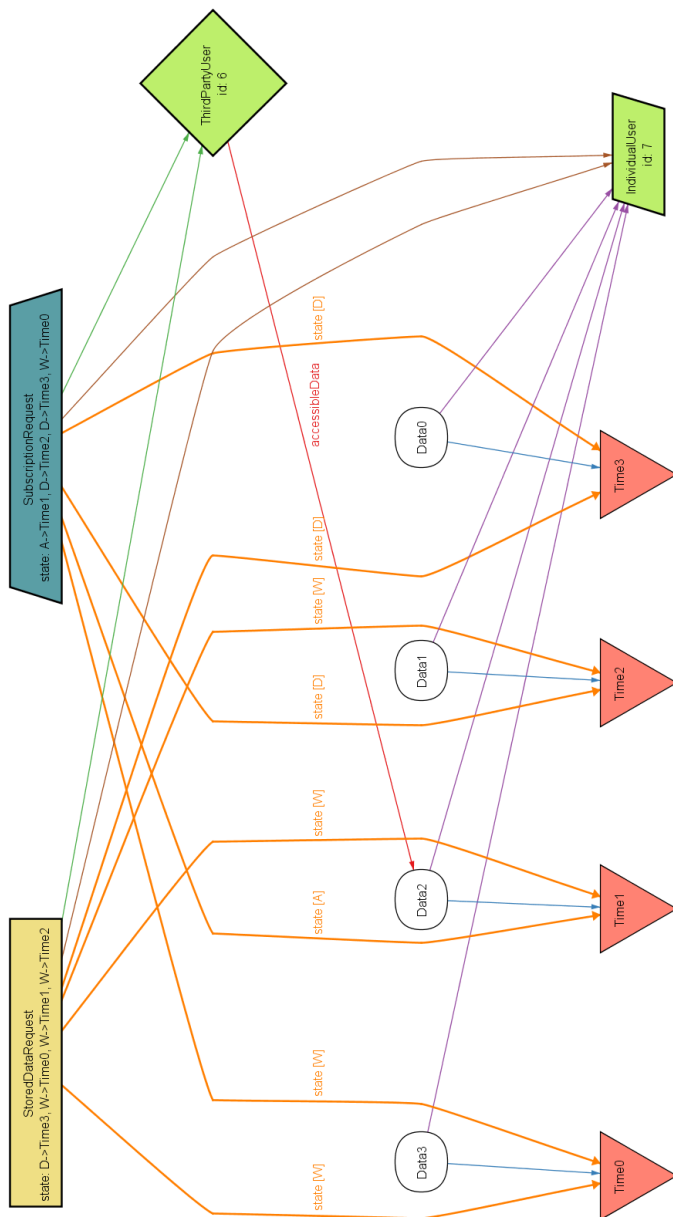 StoredDataRequest
state: D->Time3, W->Time0, W->Time1, W->Time2
SubscriptionRequest
state: A->Time1, D->Time2, D->Time3, W->Time0
ThirdPartyUser
id: 6
state [W]
state [W]
state [A]
state [W]
state [D]
state [W]
state [D]
accessibleData
state [D]
Data3
Data2
Data1
Data0
Time0
Time1
Time2
Time3
IndividualUser
id: 7